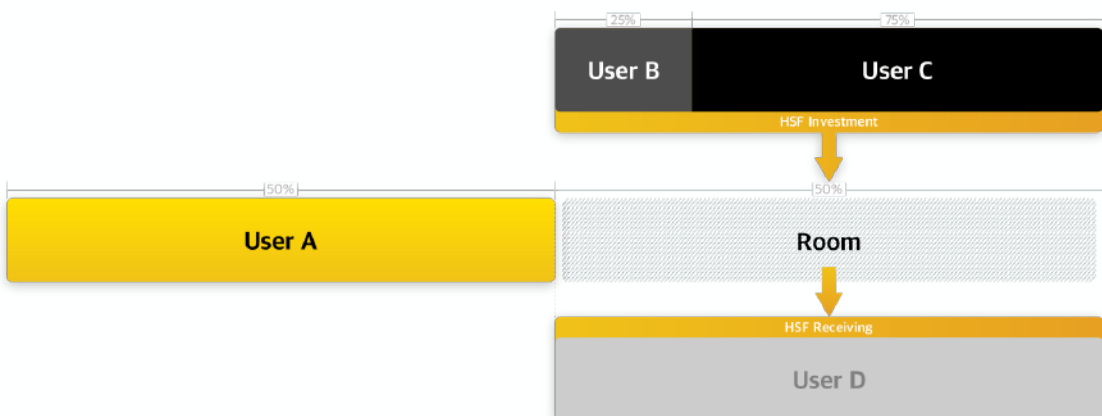 25%
75%
User B
User C
HSF Investment
50%
50%
User A
Room
HSF Receiving
User D